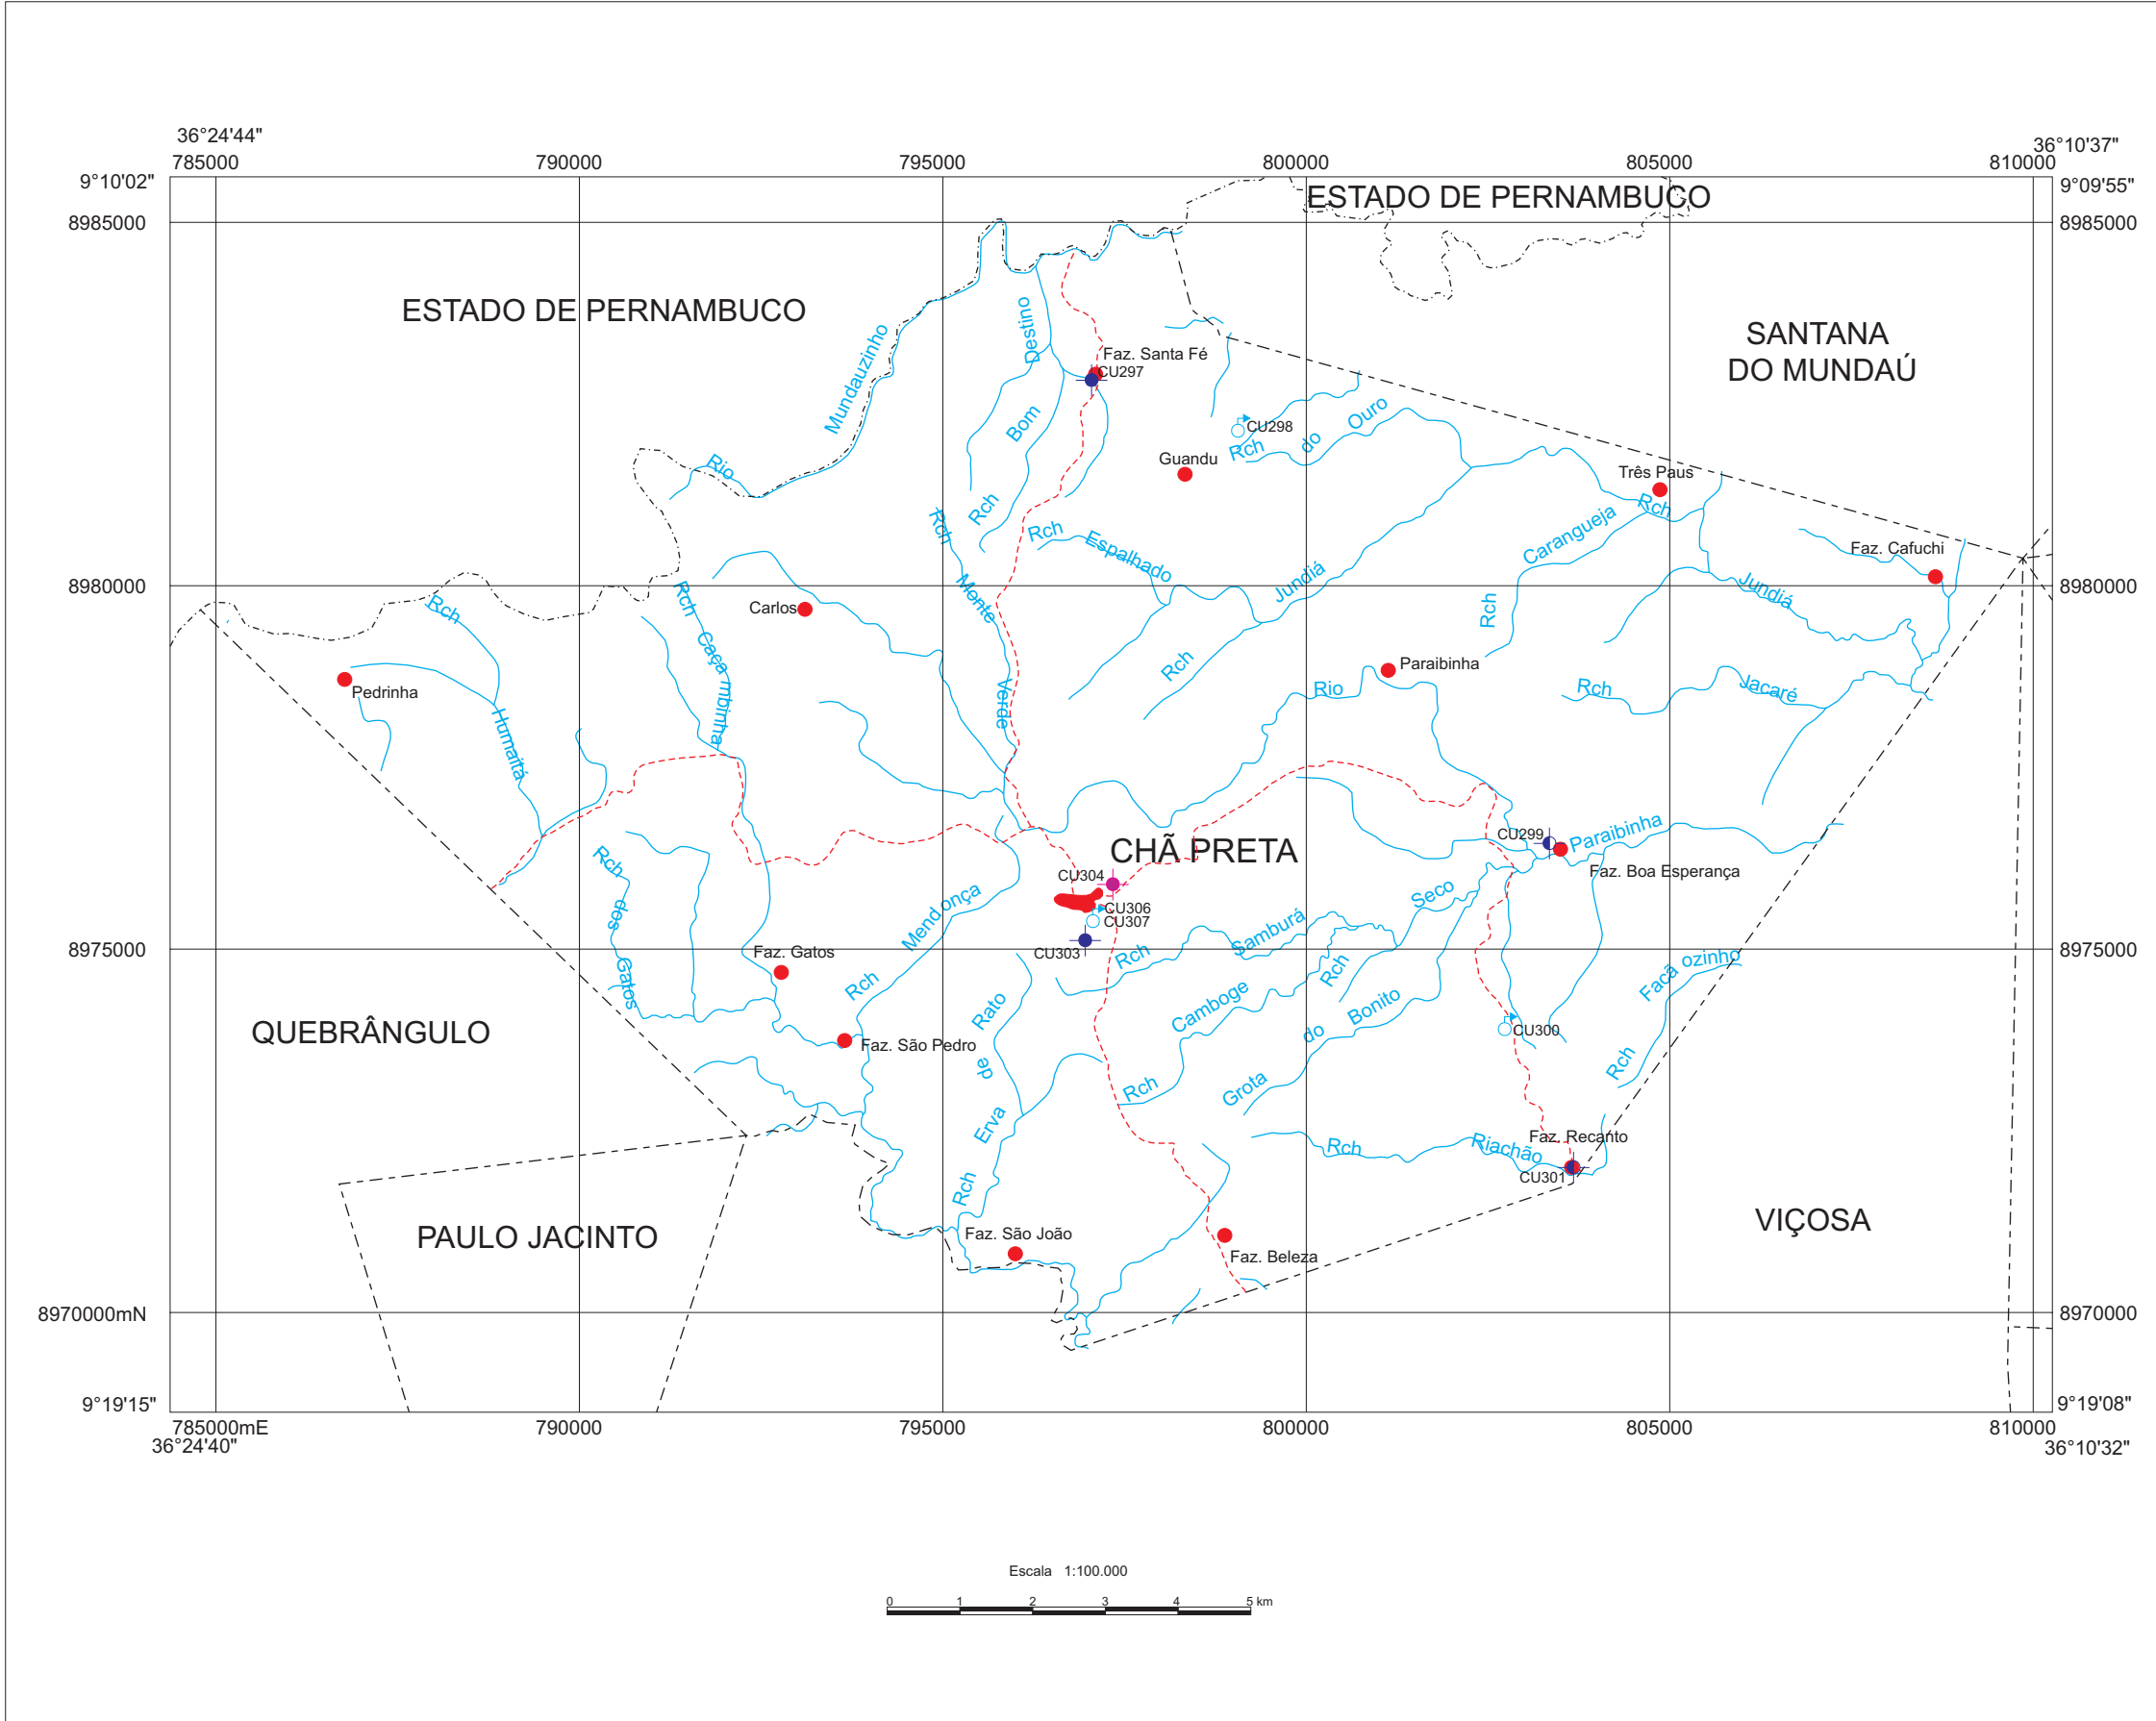 36°24'44"
36°10'37"
785000
790000
795000
800000
805000
810000
9°10'02"
9°09'55"
ESTADO DE PERNAMBUCO
8985000
8985000
ESTADO DE PERNAMBUCO
SANTANA
DO MUNDAÚ
Mundauzinho
Destino
Faz. Santa Fé
CU297
Bom
Ouro
do
CU298
Rch
Guandu
Rio
Três Paus
Rch
Rch
Rch
Rch
Espalhado
Carangueja
Faz. Cafuchi
8980000
8980000
Jundiá
Jundiá
Monte
Rch
Rch
Rch
Carlos
Caça mbinha
Paraibinha
Rch
Rio
Verde
Rch
Jacaré
Pedrinha
Humaitá
CHÃ PRETA
CU299
Paraibinha
Faz. Boa Esperança
Rch
CU304
Seco
CU306
CU307
dos
Mend onça
Samburá
8975000
8975000
CU303
Rch
Faz. Gatos
Gatos
Rch
Rch
Facã ozinho
Rato
Camboge
Bonito
do
CU300
QUEBRÂNGULO
Faz. São Pedro
de
Rch
Rch
Grota
Erva
Rch
Riachão
Faz. Recanto
CU301
Rch
VIÇOSA
PAULO JACINTO
Faz. São João
Faz. Beleza
8970000mN
8970000
9°19'15"
9°19'08"
785000mE
790000
795000
800000
805000
810000
36°24'40"
36°10'32"
Escala 1:100.000
0 1 2 3 4 5 km